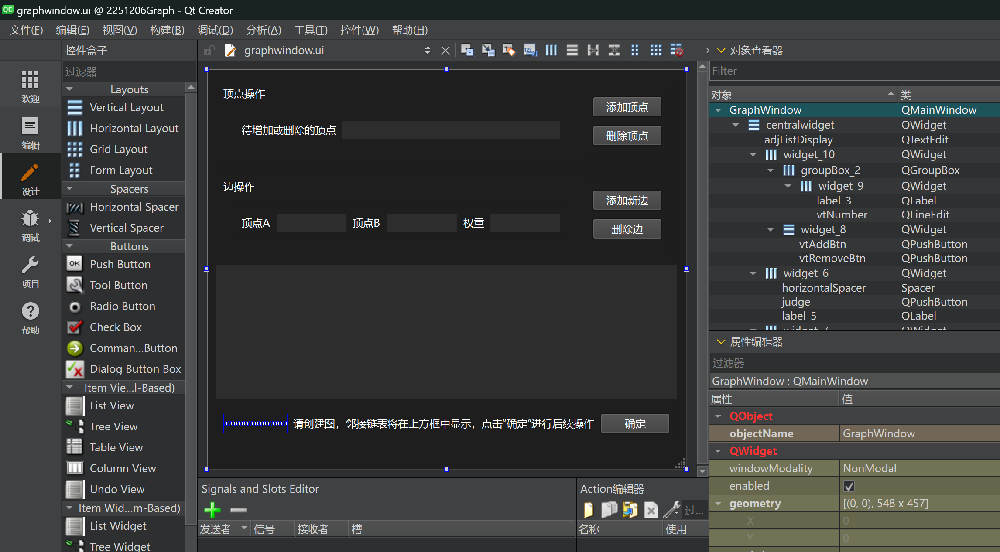 graphwindow.ui @ 2251206Graph - Qt Creator
文件(F) 编辑(E) 视图(V) 构建(B) 调试(D) 分析(A) 工具(T) 控件(W) 帮助(H)
欢迎
编辑
设计
调试
项目
帮助
控件盒子
过滤器
Layouts
Vertical Layout
Horizontal Layout
Grid Layout
Form Layout
Spacers
Horizontal Spacer
Vertical Spacer
Buttons
OK Push Button
Tool Button
Radio Button
Check Box
Comman...Button
Dialog Button Box
Item Vie...l-Based)
List View
Tree View
Table View
Column View
Undo View
Item Wid...m-Based)
List Widget
Tree Widget
graphwindow.ui
顶点操作
待增加或删除的顶点
添加顶点
删除顶点
边操作
顶点A 顶点B 权重
添加新边
删除边
请创建图，邻接链表将在上方框中显示，点击“确定”进行后续操作 确定
Signals and Slots Editor
发送者 信号 接收者 槽
Action编辑器
过...
名称 使用
对象查看器
Filter
对象 类
GraphWindow QMainWindow
centralwidget QWidget
adjListDisplay QTextEdit
widget_10 QWidget
groupBox_2 QGroupBox
widget_9 QWidget
label_3 QLabel
vtNumber QLineEdit
widget_8 QWidget
vtAddBtn QPushButton
vtRemoveBtn QPushButton
widget_6 QWidget
horizontalSpacer Spacer
judge QPushButton
label_5 QLabel
widget_7 QWidget
属性编辑器
过滤器
GraphWindow : QMainWindow
属性 值
QObject
objectName GraphWindow
QWidget
windowModality NonModal
enabled
geometry [(0, 0), 548 x 457]
X 0
Y 0